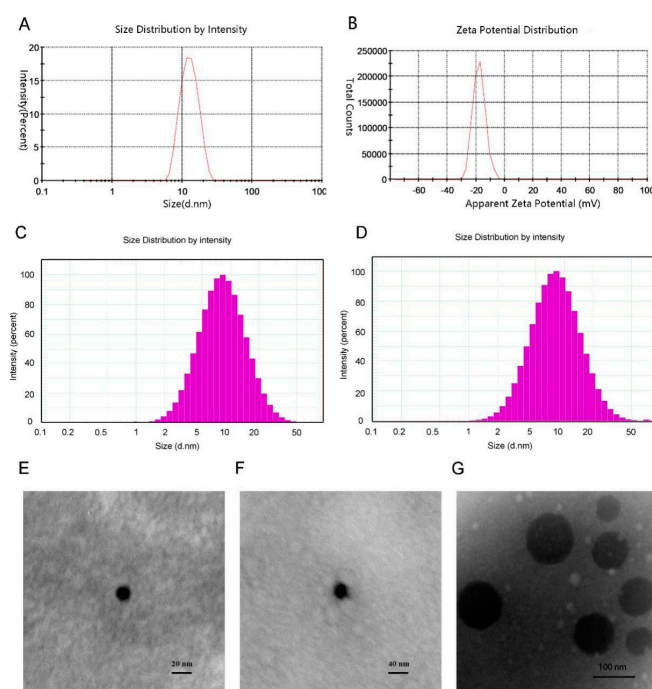 A
Size Distribution by Intensity
Intensity(Percent)
20
15
10
5
0
0.1 1 10 100 100
Size(d.nm)
B
Zeta Potential Distribution
Total Counts
250000
200000
150000
100000
50000
0
-60 -40 -20 0 20 40 60 80 100
Apparent Zeta Potential (mV)
C
Size Distribution by intensity
Intensity (percent)
100
80
60
40
20
0
0.1 0.2 0.5 1 2 5 10 20 50
Size (d.nm)
D
Size Distribution by intensity
Intensity (percent)
100
80
60
40
20
0
0.1 0.2 0.5 1 2 5 10 20 50
Size (d.nm)
E
20 nm
F
40 nm
G
100 nm